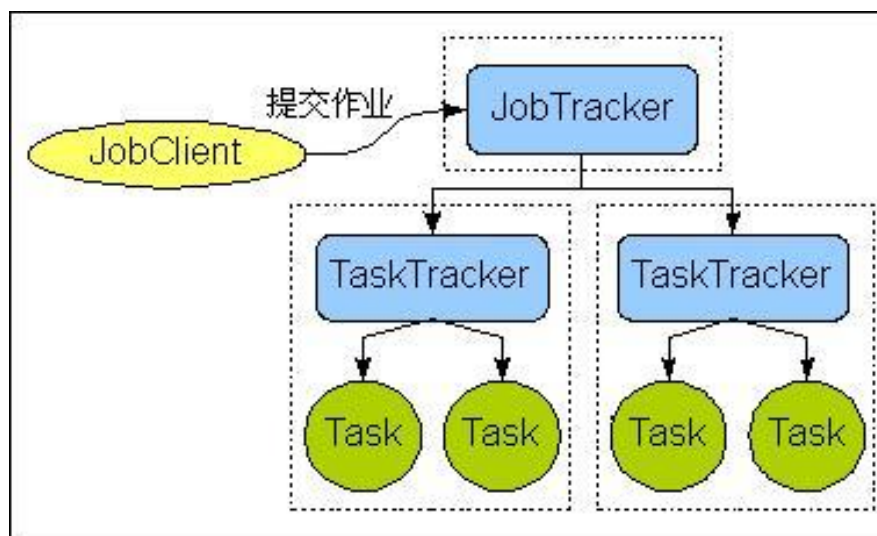 提交作业
JobTracker
JobClient
TaskTracker
TaskTracker
Task
Task
Task
Task